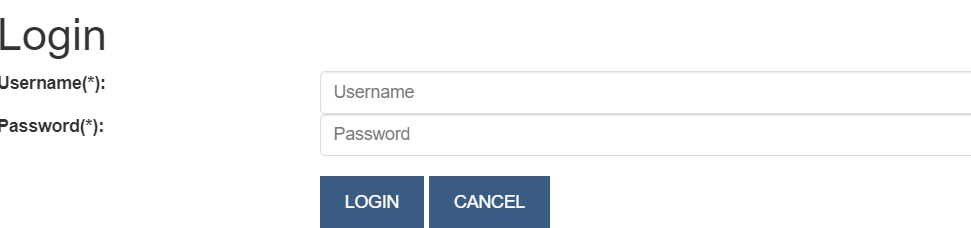 Login
Username(*):
Username
Password(*):
Password
LOGIN CANCEL